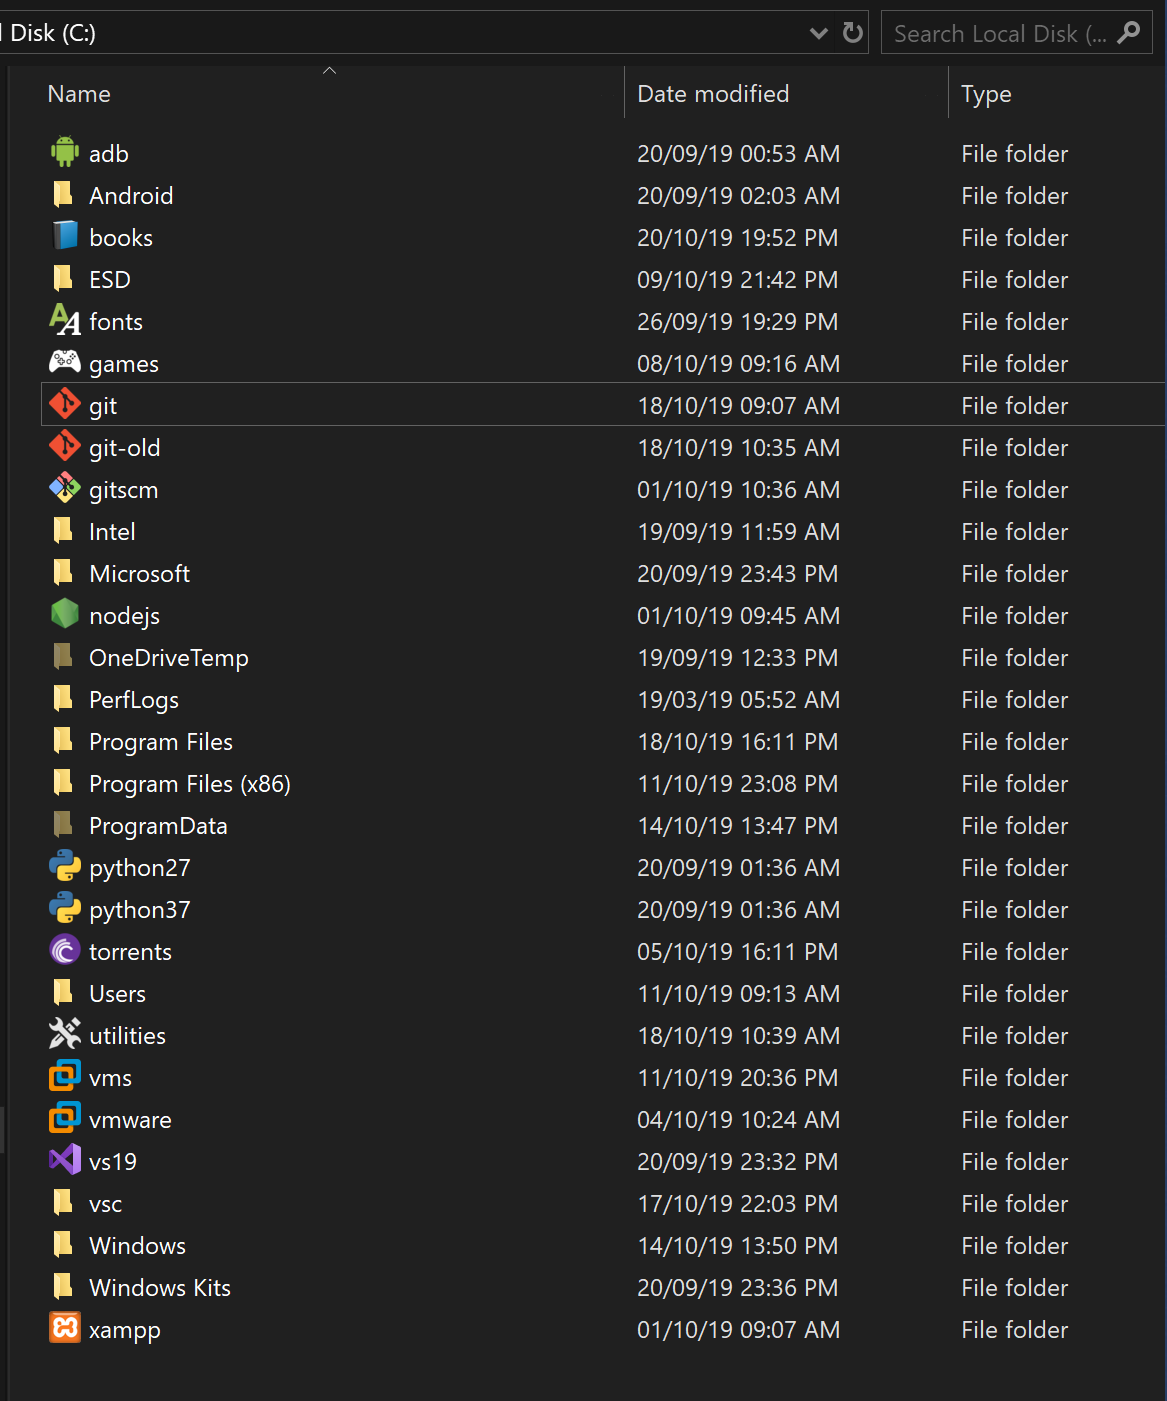 Disk (C:) Search Local Disk (...
Name Date modified Type
adb 20/09/19 00:53 AM File folder
Android 20/09/19 02:03 AM File folder
books 20/10/19 19:52 PM File folder
ESD 09/10/19 21:42 PM File folder
fonts 26/09/19 19:29 PM File folder
games 08/10/19 09:16 AM File folder
git 18/10/19 09:07 AM File folder
git-old 18/10/19 10:35 AM File folder
gitscm 01/10/19 10:36 AM File folder
Intel 19/09/19 11:59 AM File folder
Microsoft 20/09/19 23:43 PM File folder
nodejs 01/10/19 09:45 AM File folder
OneDriveTemp 19/09/19 12:33 PM File folder
PerfLogs 19/03/19 05:52 AM File folder
Program Files 18/10/19 16:11 PM File folder
Program Files (x86) 11/10/19 23:08 PM File folder
ProgramData 14/10/19 13:47 PM File folder
python27 20/09/19 01:36 AM File folder
python37 20/09/19 01:36 AM File folder
torrents 05/10/19 16:11 PM File folder
Users 11/10/19 09:13 AM File folder
utilities 18/10/19 10:39 AM File folder
vms 11/10/19 20:36 PM File folder
vmware 04/10/19 10:24 AM File folder
vs19 20/09/19 23:32 PM File folder
vsc 17/10/19 22:03 PM File folder
Windows 14/10/19 13:50 PM File folder
Windows Kits 20/09/19 23:36 PM File folder
xampp 01/10/19 09:07 AM File folder